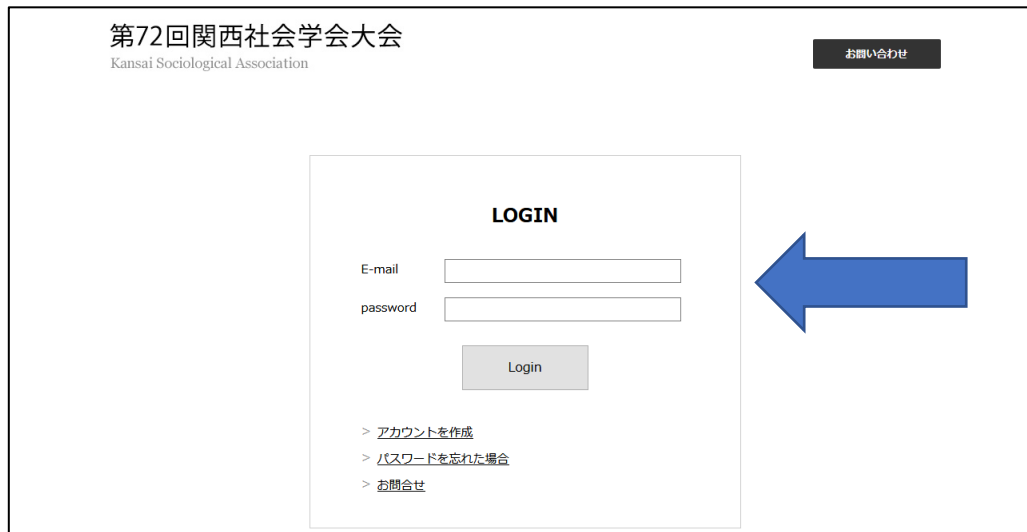 第72回関西社会学会大会
Kansai Sociological Association
お問い合わせ
LOGIN
E-mail
password
Login
> アカウントを作成
> パスワードを忘れた場合
> お問合せ